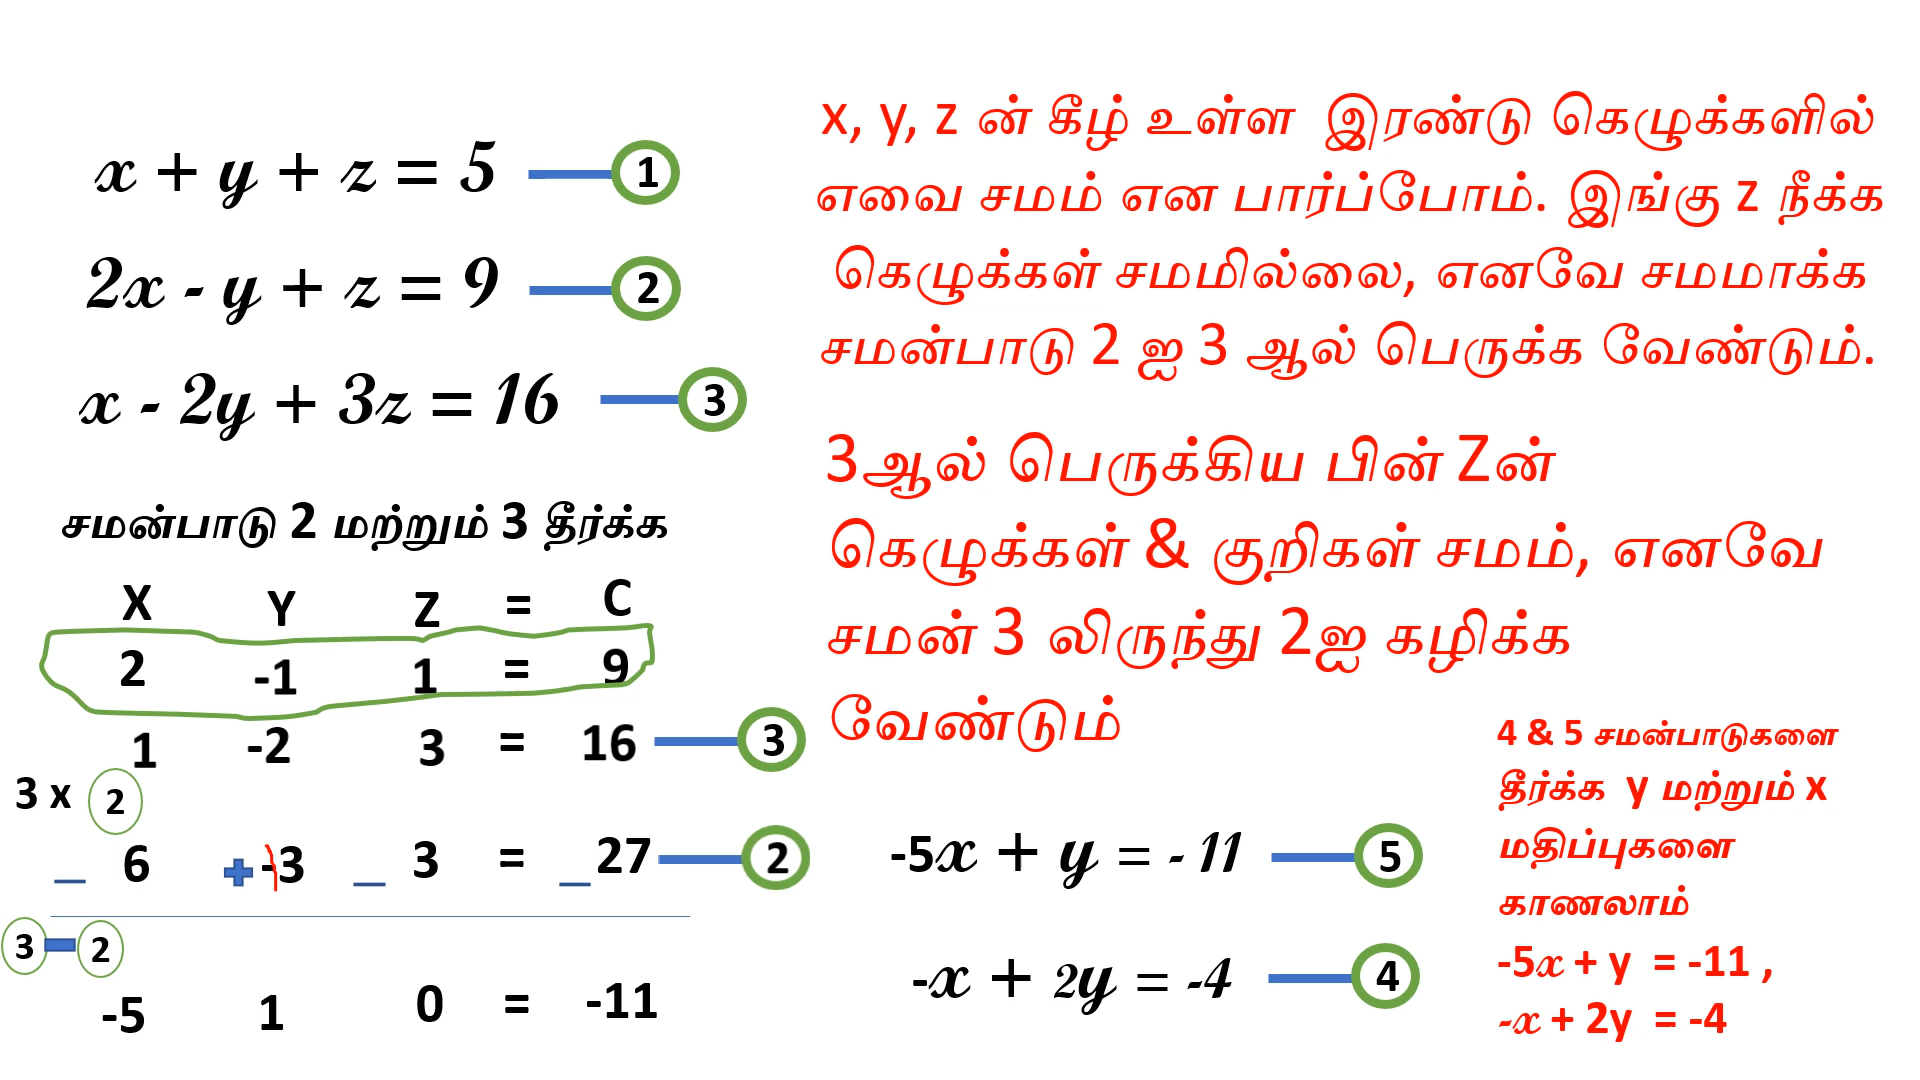 x + y + z = 5 1
2x - y + z = 9 2
x - 2y + 3z = 16 3
சமன்பாடு 2 மற்றும் 3 தீர்க்க
X Y Z = C
2 -1 1 = 9
1 -2 3 = 16 3
3 x 2
_ 6 + -3 _ 3 = _ 27 2
3 - 2
-5 1 0 = -11
x, y, z ன் கீழ் உள்ள இரண்டு கெழுக்களில்
எவை சமம் என பார்ப்போம். இங்கு z நீக்க
கெழுக்கள் சமமில்லை, எனவே சமமாக்க
சமன்பாடு 2 ஐ 3 ஆல் பெருக்க வேண்டும்.
3ஆல் பெருக்கிய பின் Zன்
கெழுக்கள் & குறிகள் சமம், எனவே
சமன் 3 லிருந்து 2ஐ கழிக்க
வேண்டும்
-5x + y = - 11 5
-x + 2y = -4 4
4 & 5 சமன்பாடுகளை
தீர்க்க y மற்றும் x
மதிப்புகளை
காணலாம்
-5x + y = -11 ,
-x + 2y = -4